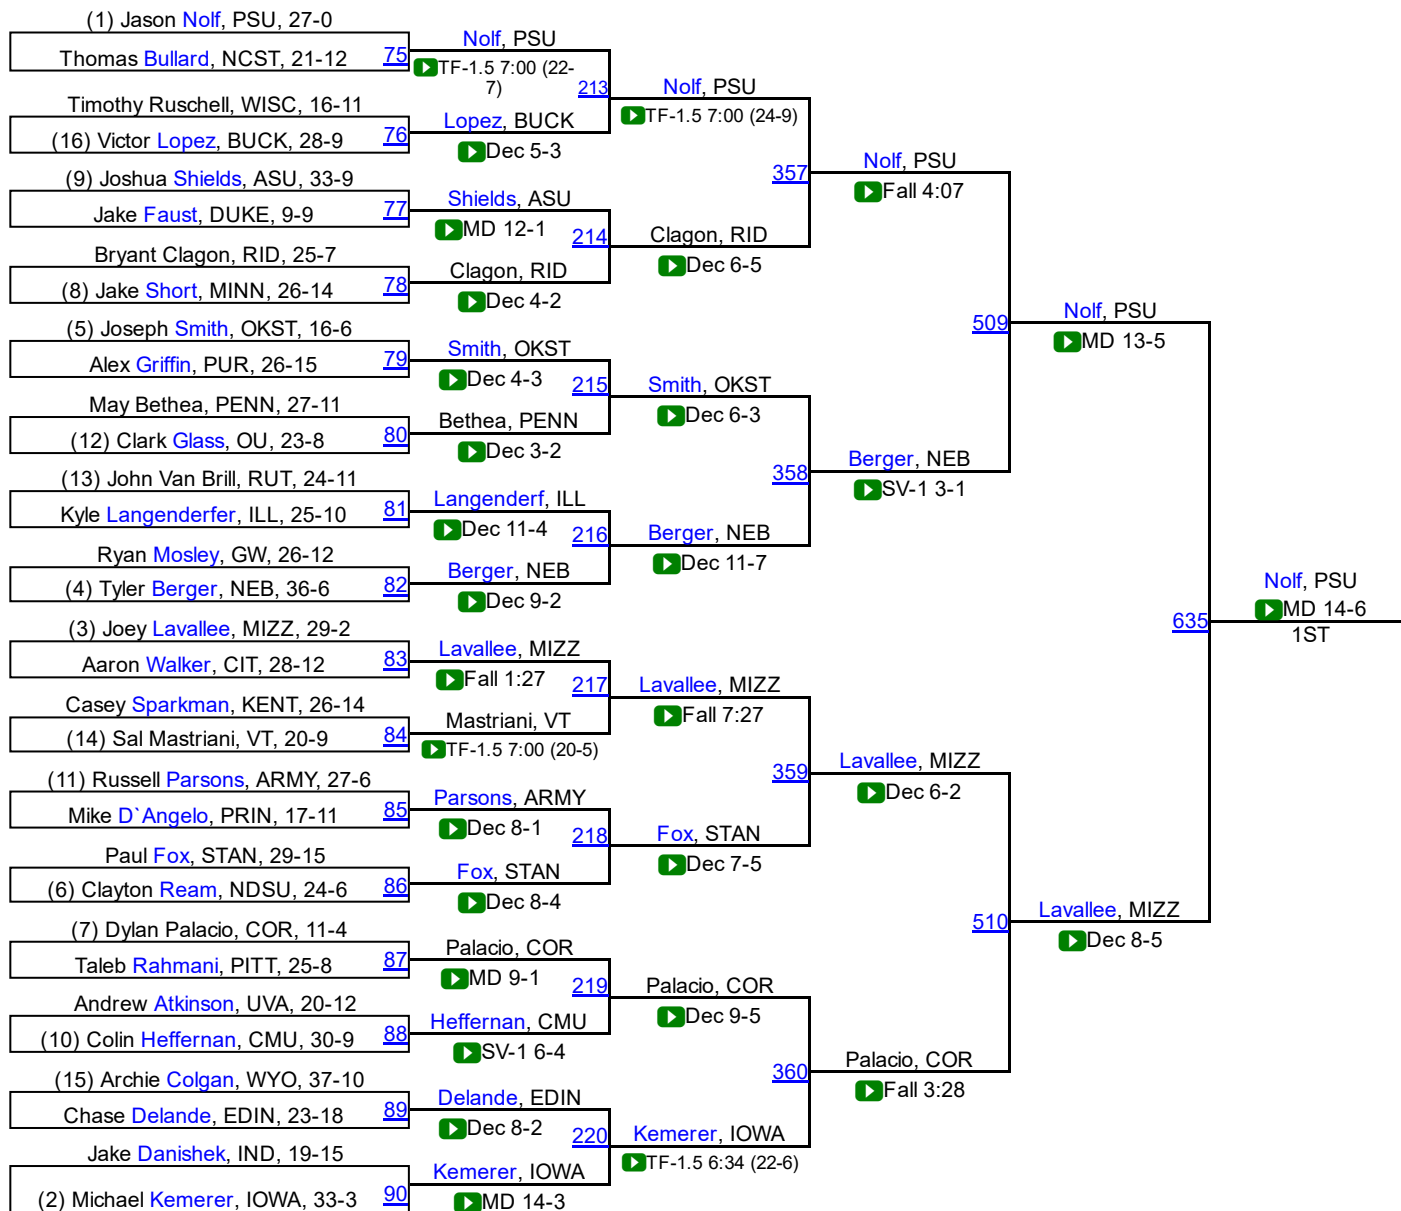 (1) Jason Nolf, PSU, 27-0
Thomas Bullard, NCST, 21-12
75
Timothy Ruschell, WISC, 16-11
(16) Victor Lopez, BUCK, 28-9
76
(9) Joshua Shields, ASU, 33-9
Jake Faust, DUKE, 9-9
77
Bryant Clagon, RID, 25-7
(8) Jake Short, MINN, 26-14
78
(5) Joseph Smith, OKST, 16-6
Alex Griffin, PUR, 26-15
79
May Bethea, PENN, 27-11
(12) Clark Glass, OU, 23-8
80
(13) John Van Brill, RUT, 24-11
Kyle Langenderfer, ILL, 25-10
81
Ryan Mosley, GW, 26-12
(4) Tyler Berger, NEB, 36-6
82
(3) Joey Lavallee, MIZZ, 29-2
Aaron Walker, CIT, 28-12
83
Casey Sparkman, KENT, 26-14
(14) Sal Mastriani, VT, 20-9
84
(11) Russell Parsons, ARMY, 27-6
Mike D`Angelo, PRIN, 17-11
85
Paul Fox, STAN, 29-15
(6) Clayton Ream, NDSU, 24-6
86
(7) Dylan Palacio, COR, 11-4
Taleb Rahmani, PITT, 25-8
87
Andrew Atkinson, UVA, 20-12
(10) Colin Heffernan, CMU, 30-9
88
(15) Archie Colgan, WYO, 37-10
Chase Delande, EDIN, 23-18
89
Jake Danishek, IND, 19-15
(2) Michael Kemerer, IOWA, 33-3
90
Nolf, PSU
TF-1.5 7:00 (22-
7)
213
Lopez, BUCK
Dec 5-3
Shields, ASU
MD 12-1
214
Clagon, RID
Dec 4-2
Smith, OKST
Dec 4-3
215
Bethea, PENN
Dec 3-2
Langenderf, ILL
Dec 11-4
216
Berger, NEB
Dec 9-2
Lavallee, MIZZ
Fall 1:27
217
Mastriani, VT
TF-1.5 7:00 (20-5)
Parsons, ARMY
Dec 8-1
218
Fox, STAN
Dec 8-4
Palacio, COR
MD 9-1
219
Heffernan, CMU
SV-1 6-4
Delande, EDIN
Dec 8-2
220
Kemerer, IOWA
MD 14-3
Nolf, PSU
TF-1.5 7:00 (24-9)
357
Clagon, RID
Dec 6-5
Smith, OKST
Dec 6-3
358
Berger, NEB
Dec 11-7
Lavallee, MIZZ
Fall 7:27
359
Fox, STAN
Dec 7-5
Palacio, COR
Dec 9-5
360
Kemerer, IOWA
TF-1.5 6:34 (22-6)
Nolf, PSU
Fall 4:07
509
Berger, NEB
SV-1 3-1
Lavallee, MIZZ
Dec 6-2
510
Palacio, COR
Fall 3:28
Nolf, PSU
MD 13-5
635
Lavallee, MIZZ
Dec 8-5
Nolf, PSU
MD 14-6
1ST